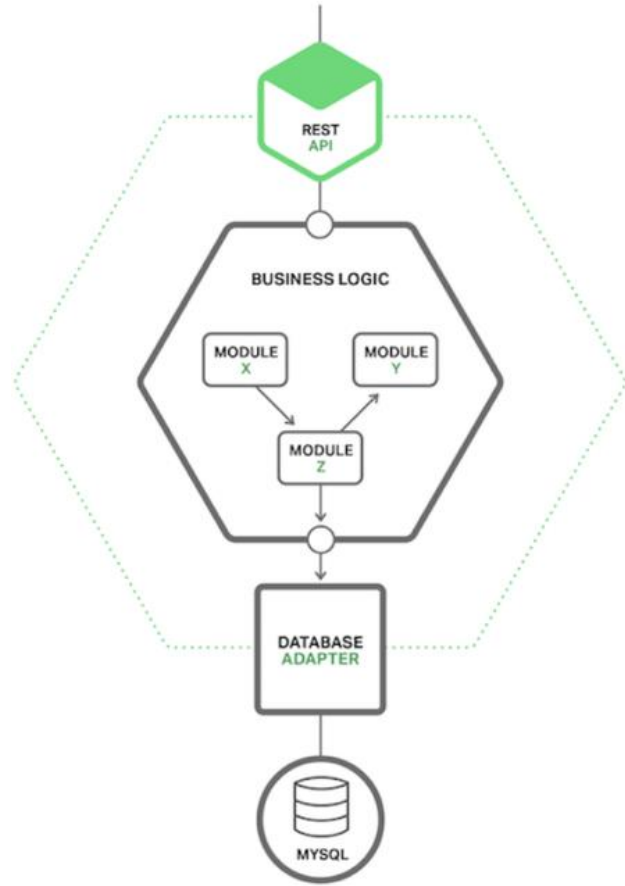 REST
API
BUSINESS LOGIC
MODULE
X
MODULE
Y
MODULE
Z
DATABASE
ADAPTER
MYSQL